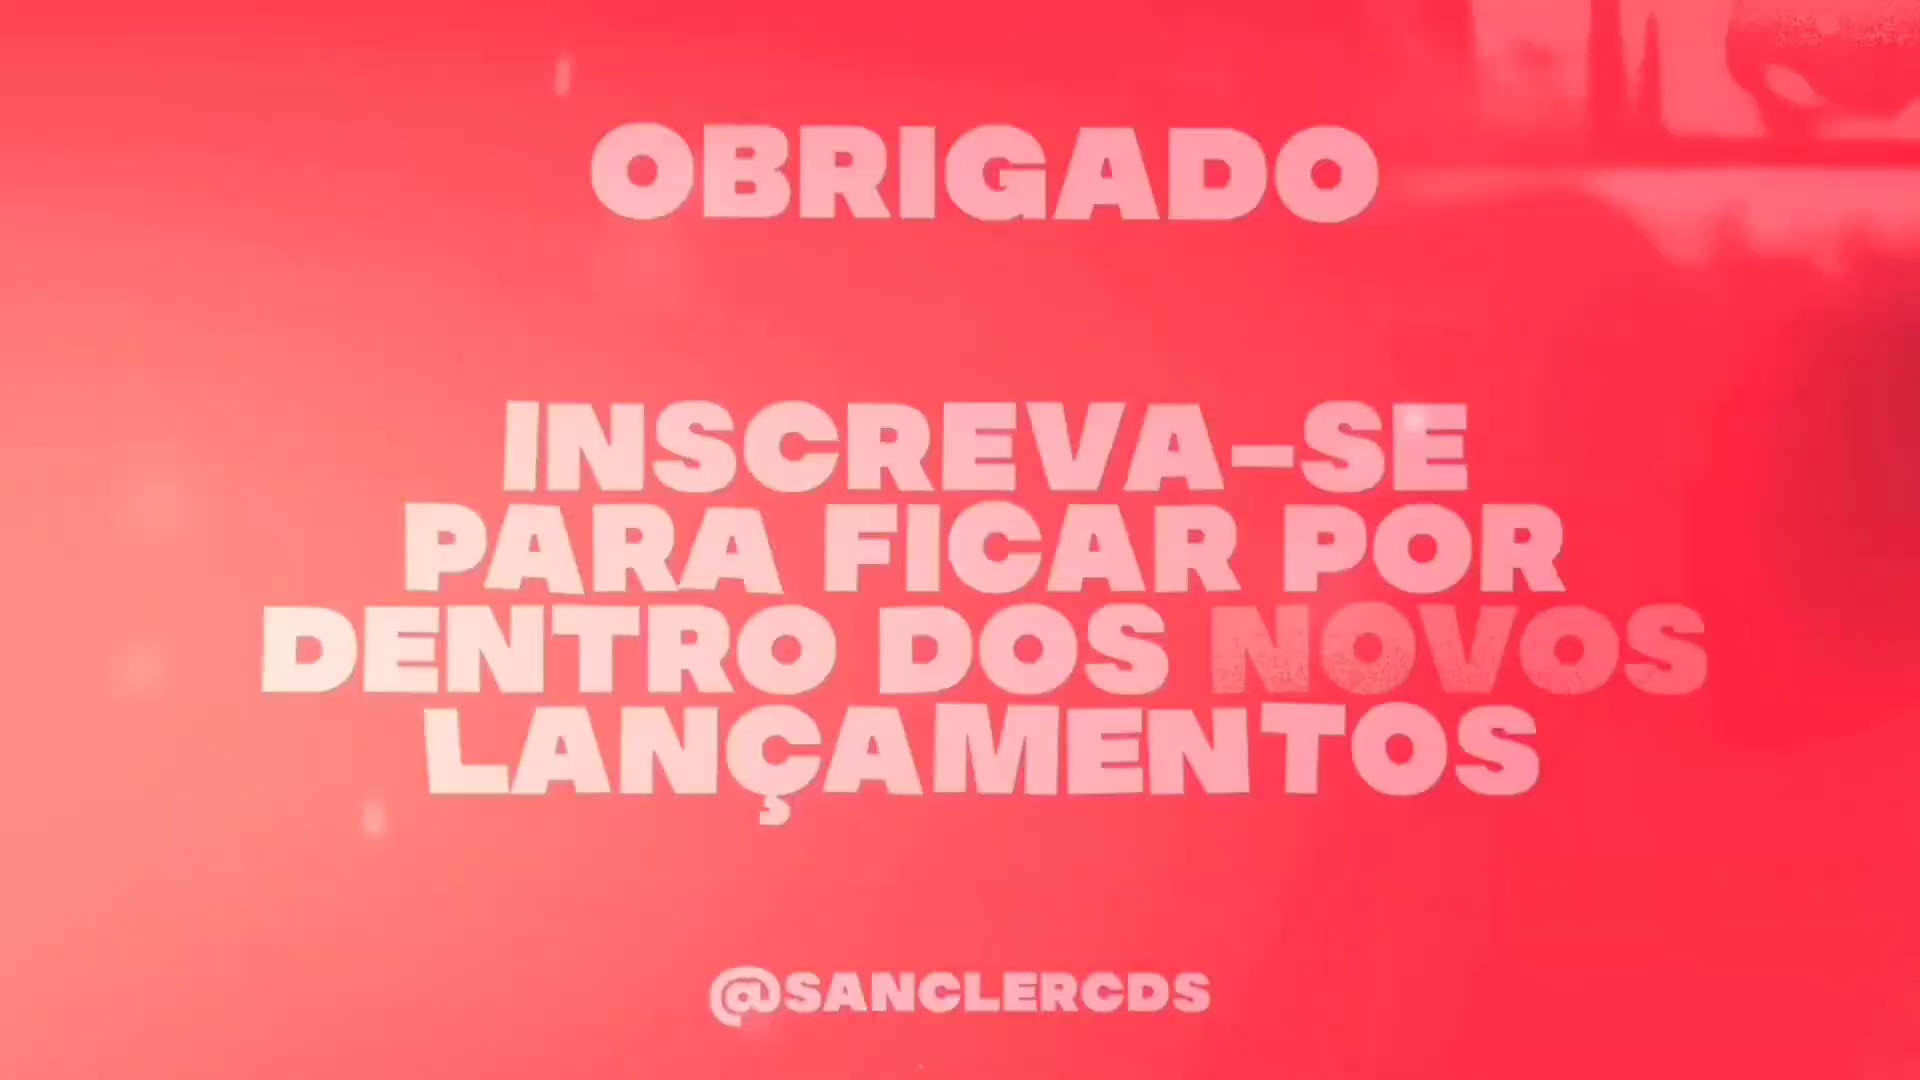 OBRIGADO
INSCREVA-SE
PARA FICAR POR
DENTRO DOS NOVOS
LANÇAMENTOS
@SANCLERCDS